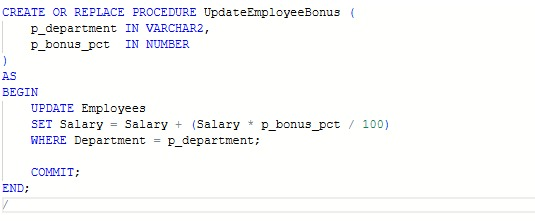 CREATE OR REPLACE PROCEDURE UpdateEmployeeBonus (
    p_department IN VARCHAR2,
    p_bonus_pct  IN NUMBER
)
AS
BEGIN
    UPDATE Employees
    SET Salary = Salary + (Salary * p_bonus_pct / 100)
    WHERE Department = p_department;

    COMMIT;
END;
/